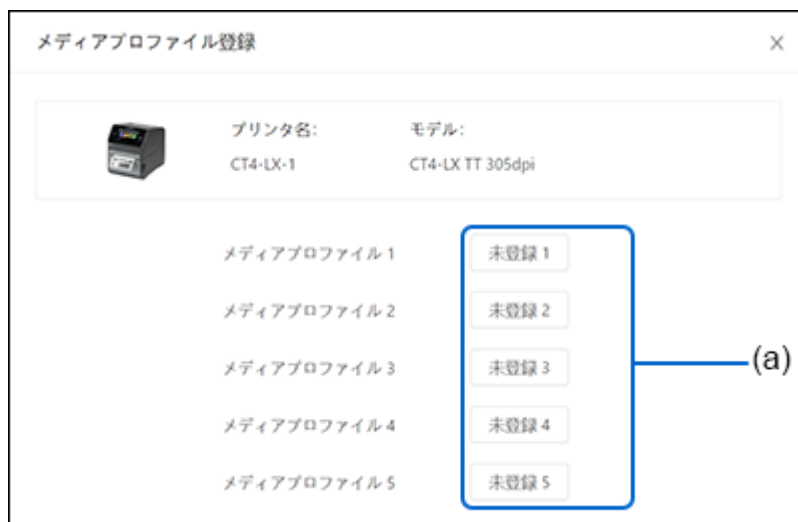 メディアプロファイル登録
プリンタ名: モデル:
CT4-LX-1 CT4-LX TT 305dpi
メディアプロファイル 1 未登録 1
メディアプロファイル 2 未登録 2
メディアプロファイル 3 未登録 3
(a)
メディアプロファイル 4 未登録 4
メディアプロファイル 5 未登録 5